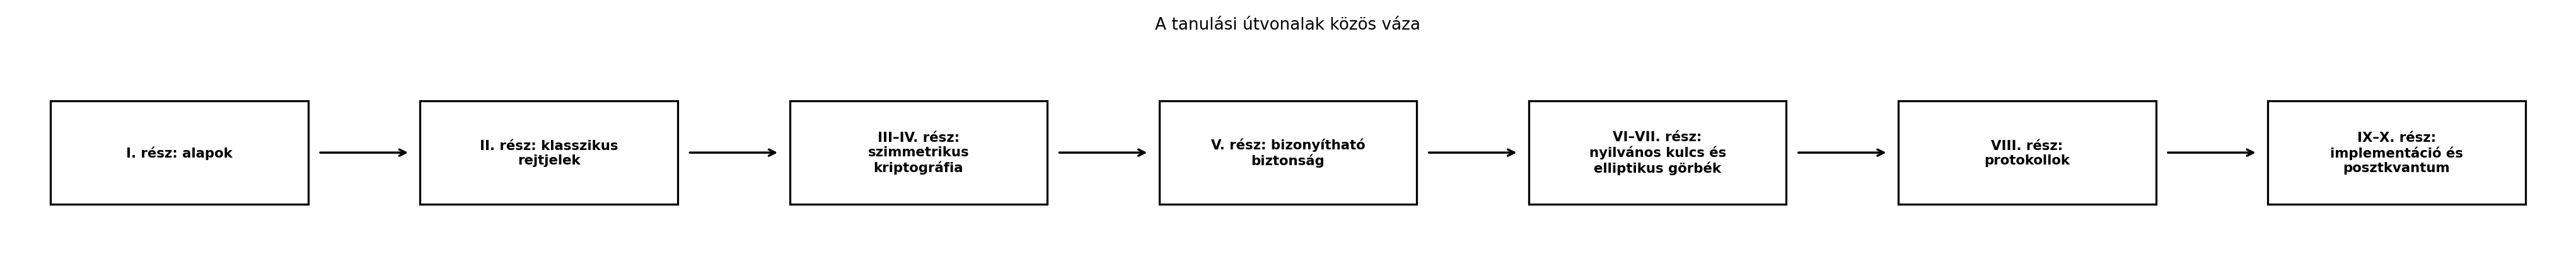 A tanulási útvonalak közös váza
I. rész: alapok
II. rész: klasszikus
rejtjelek
III–IV. rész:
szimmetrikus
kriptográfia
V. rész: bizonyítható
biztonság
VI–VII. rész:
nyilvános kulcs és
elliptikus görbék
VIII. rész:
protokollok
IX–X. rész:
implementáció és
posztkvantum